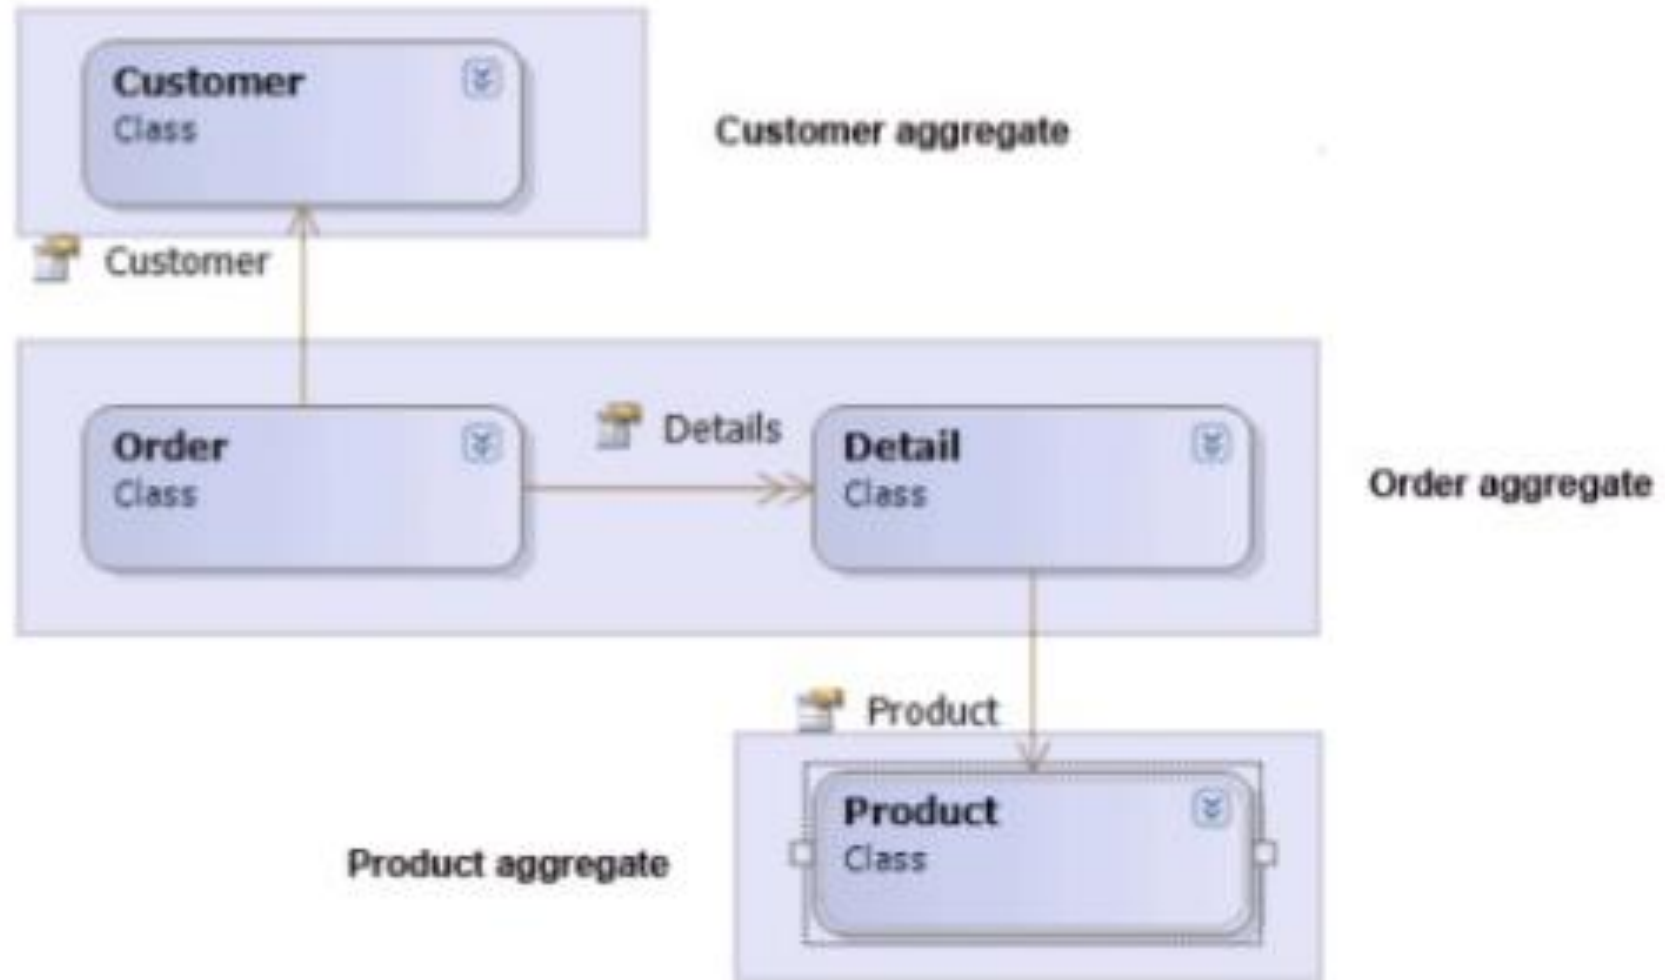 Customer
Class
Customer aggregate
Customer
Order
Class
Details
Detail
Class
Order aggregate
Product
Product
Class
Product aggregate